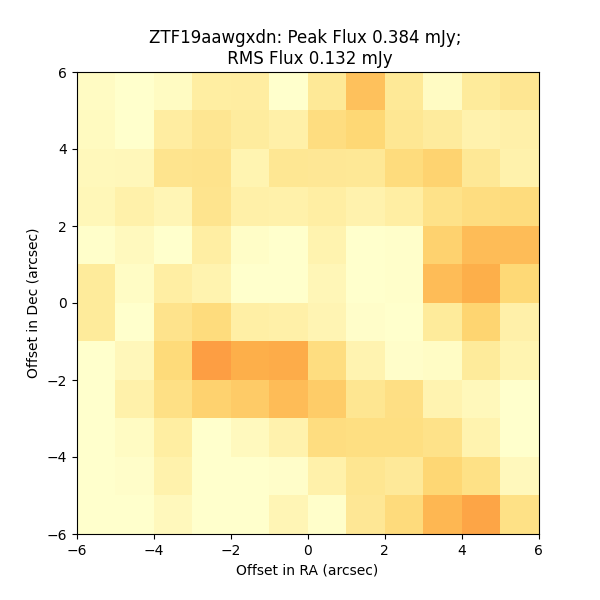 ZTF19aawgxdn: Peak Flux 0.384 mJy;
RMS Flux 0.132 mJy
6
4
2
0
−2
−4
−6
Offset in Dec (arcsec)
−6 −4 −2 0 2 4 6
Offset in RA (arcsec)